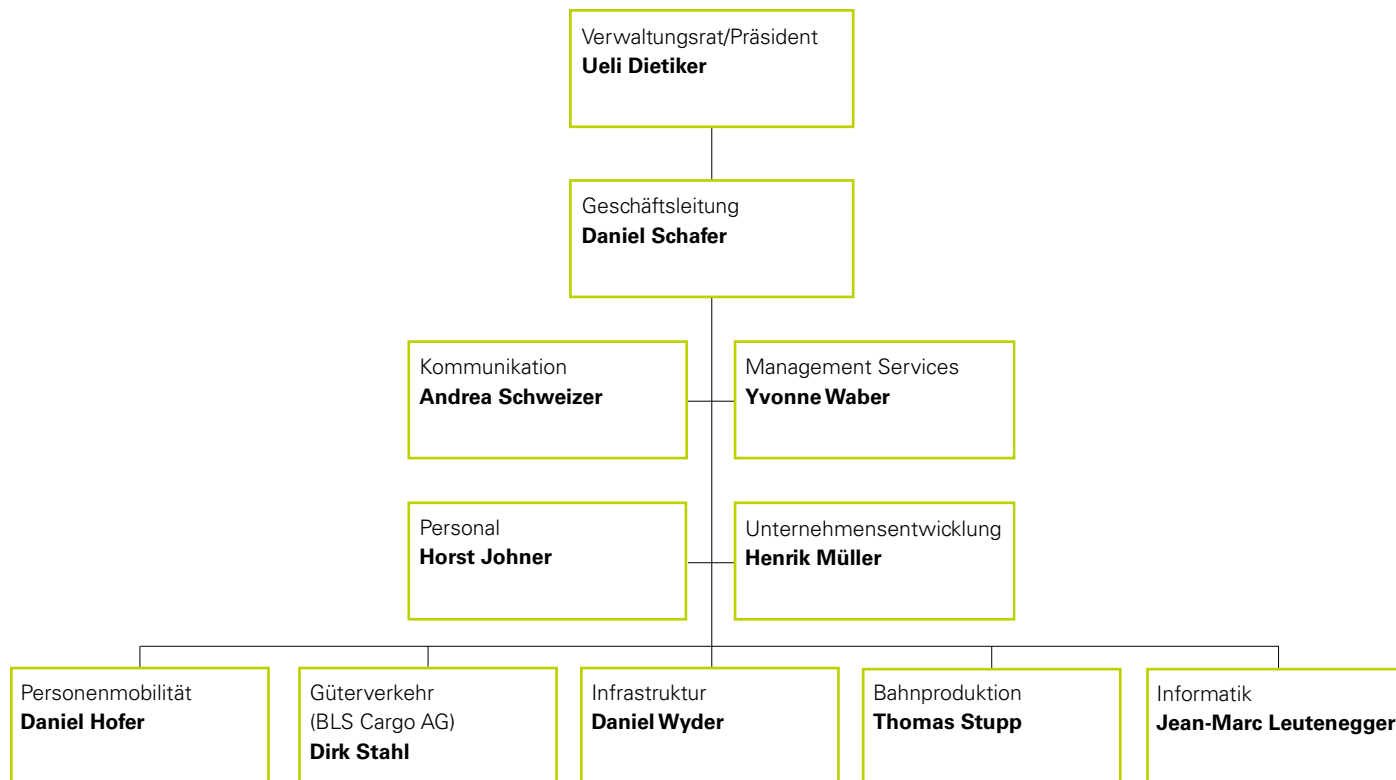 Verwaltungsrat/Präsident
Ueli Dietiker
Geschäftsleitung
Daniel Schafer
Kommunikation
Andrea Schweizer
Management Services
Yvonne Waber
Personal
Horst Johner
Unternehmensentwicklung
Henrik Müller
Personenmobilität
Daniel Hofer
Güterverkehr
(BLS Cargo AG)
Dirk Stahl
Infrastruktur
Daniel Wyder
Bahnproduktion
Thomas Stupp
Informatik
Jean-Marc Leutenegger